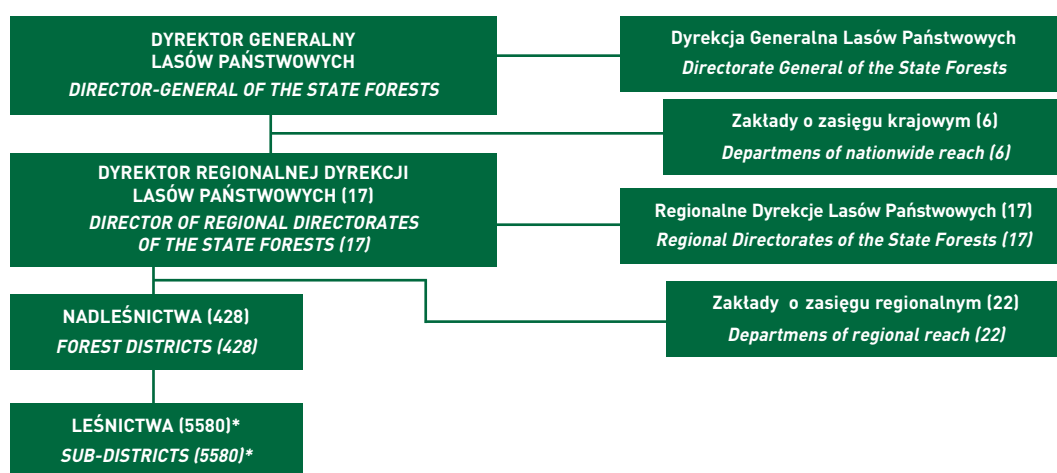 DYREKTOR GENERALNY
LASÓW PAŃSTWOWYCH
DIRECTOR-GENERAL OF THE STATE FORESTS
Dyrekcja Generalna Lasów Państwowych
Directorate General of the State Forests
Zakłady o zasięgu krajowym (6)
Departmens of nationwide reach (6)
DYREKTOR REGIONALNEJ DYREKCJI
LASÓW PAŃSTWOWYCH (17)
DIRECTOR OF REGIONAL DIRECTORATES
OF THE STATE FORESTS (17)
Regionalne Dyrekcje Lasów Państwowych (17)
Regional Directorates of the State Forests (17)
Zakłady o zasięgu regionalnym (22)
Departmens of regional reach (22)
NADLEŚNICTWA (428)
FOREST DISTRICTS (428)
LEŚNICTWA (5580)*
SUB-DISTRICTS (5580)*